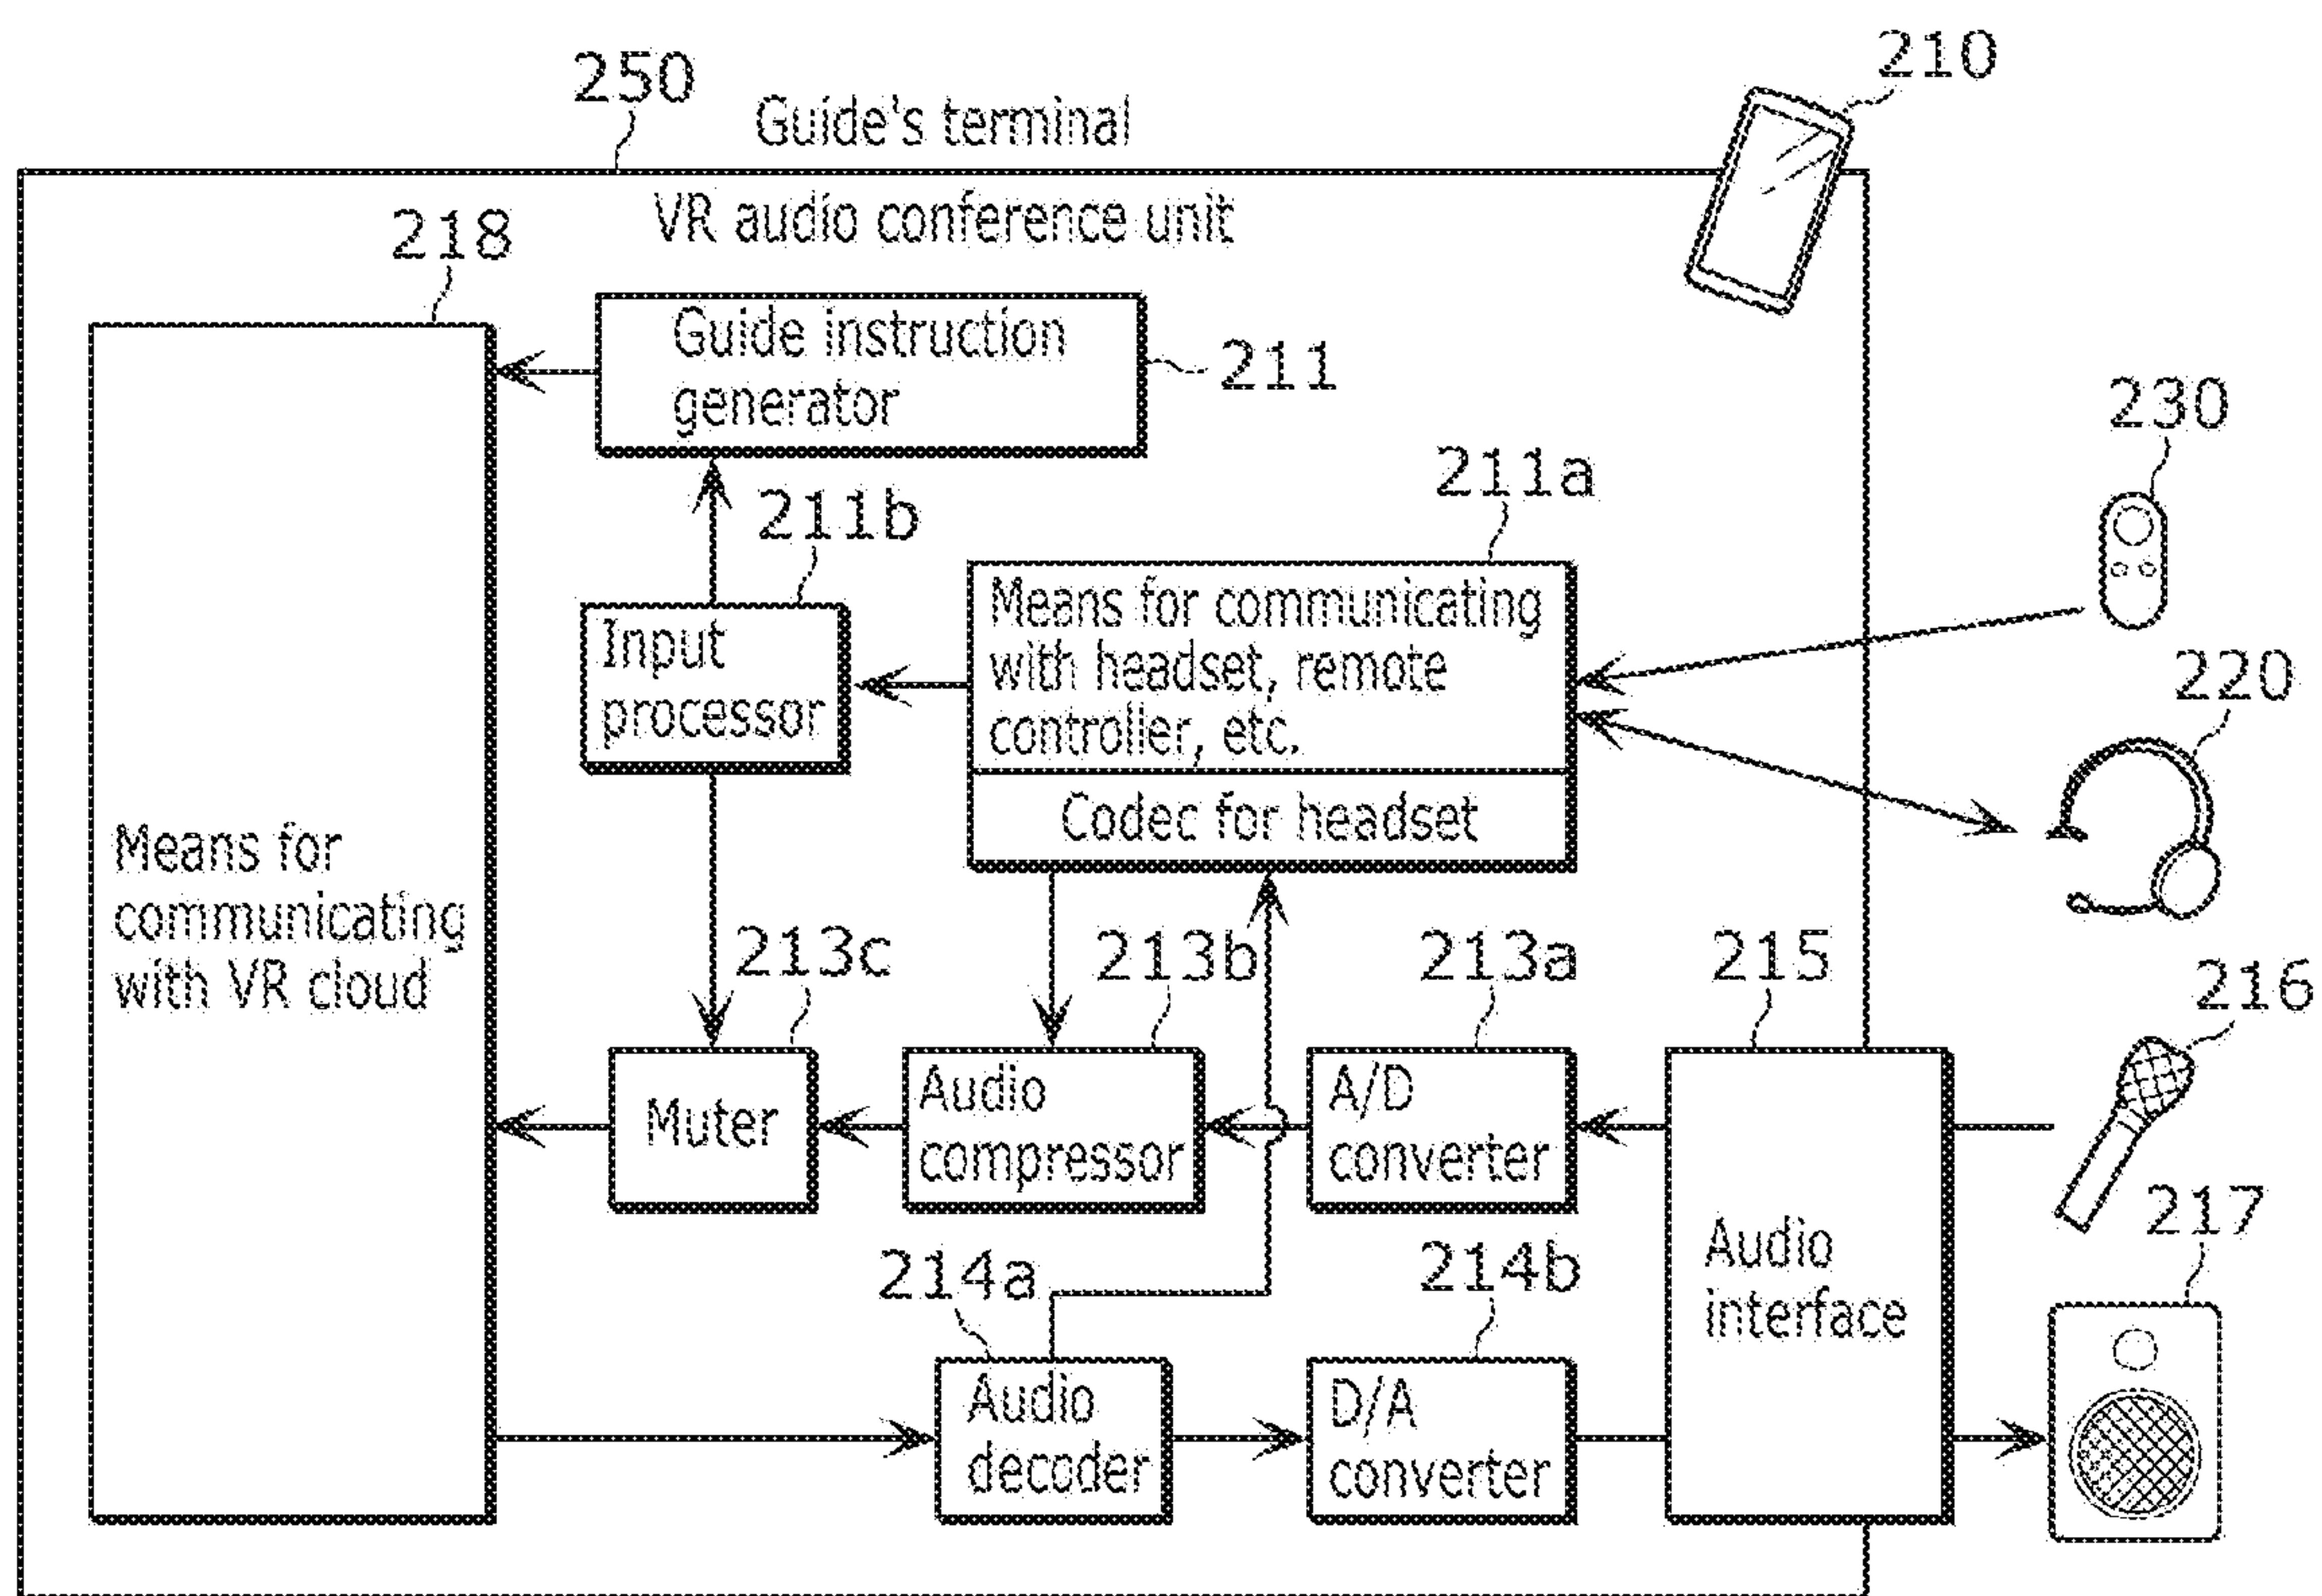 210
250
Guide's terminal
VR audio conference unit
218
Guide instruction
generator
211
230
211a
211b
Means for communicating
with headset, remote
controller, etc.
Input
processor
220
Codec for headset
Means for
communicating
with VR cloud
213c
213b
213a
215
216
Muter
Audio
compressor
A/D
converter
217
Audio
interface
214a
214b
Audio
decoder
D/A
converter